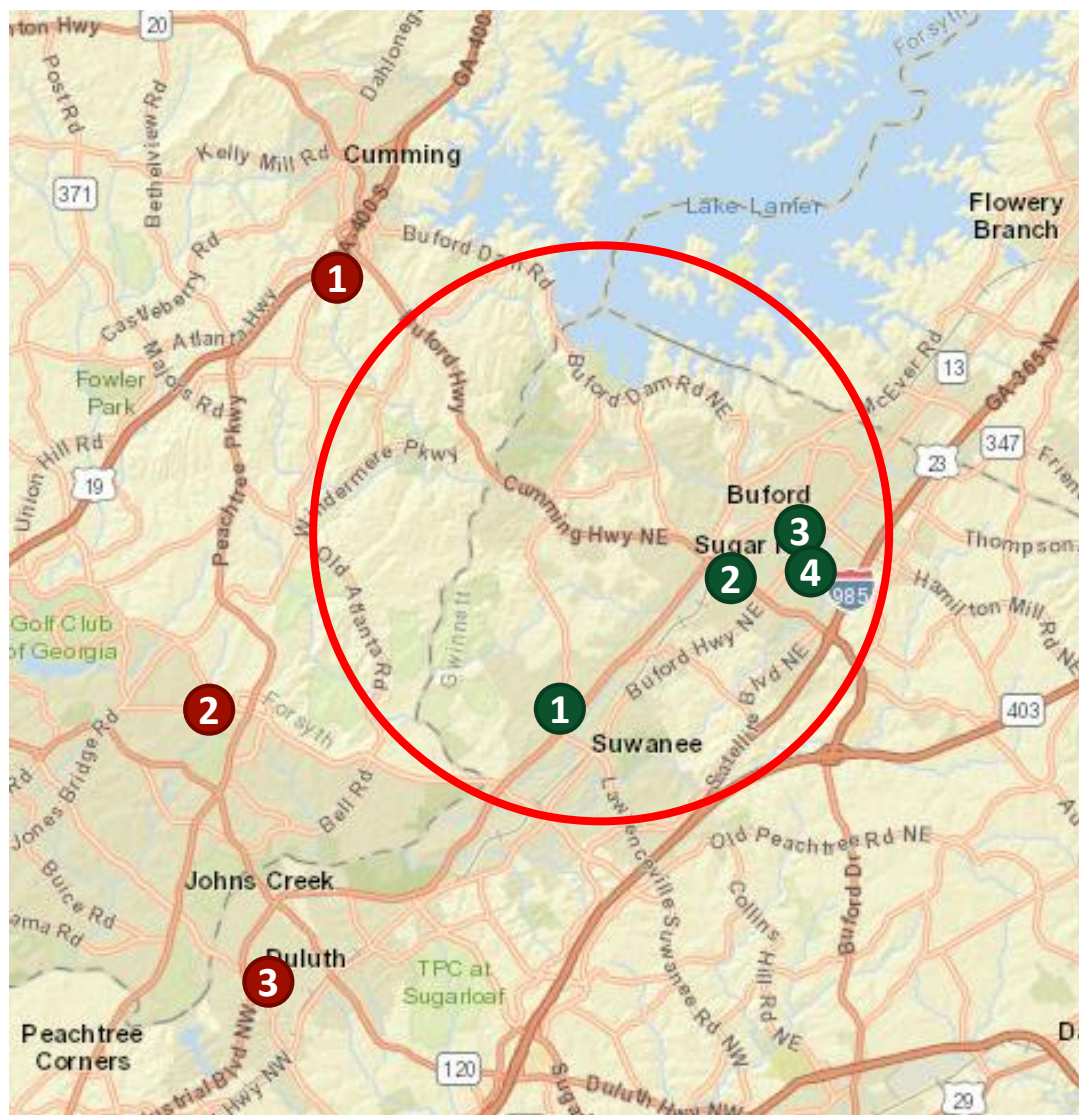 ton Hwy
20
Dahlonega
GA-400
Forsyth
Post Rd
Bethelview Rd
Kelly Mill Rd
Cumming
371
A-400 S
Lake Lanier
Flowery
Branch
Buford Dam Rd
Castleberry Rd
1
Atlanta Hwy
Majors Rd
Buford Hwy
McEver Rd
13
GA-365 N
Fowler
Park
Buford Dam Rd NE
Peachtree Pkwy
Union Hill Rd
19
Windermere Pkwy
347
23
Cumming Hwy NE
Buford
3
Sugar
2
4
985
Thompson
Hamilton Mill
Rd NE
Old Atlanta Rd
Gwinnett
Golf Club
of Georgia
Buford Hwy NE
Satellite Blvd NE
2
Forsyth
1
Suwanee
403
Jones Bridge Rd
Rd
Bell Rd
Lawrenceville Suwanee Rd NW
Old Peachtree Rd NE
Johns Creek
Buice Rd
ama Rd
Collins Hill Rd NE
Buford Dr
Duluth
3
TPC at
Sugarloaf
Peachtree
Corners
120
Duluth Hwy NW
29